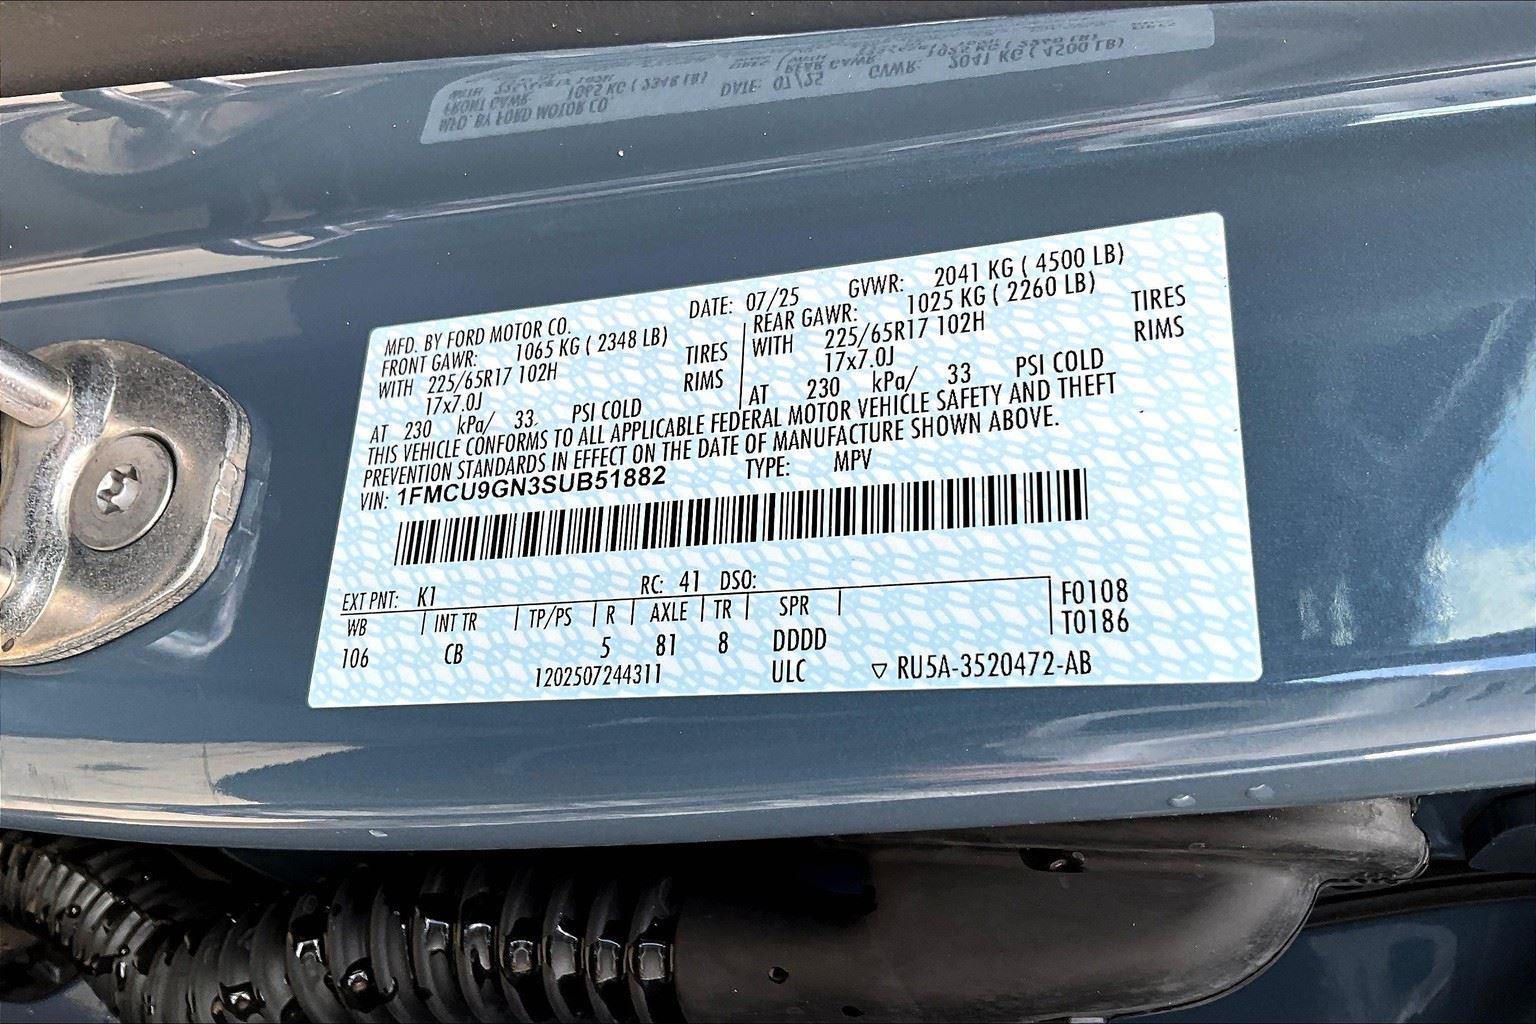 MFD. BY FORD MOTOR CO. DATE: 07/25 GVWR: 2041 KG ( 4500 LB)
FRONT GAWR: 1065 KG ( 2348 LB) REAR GAWR: 1025 KG ( 2260 LB)
WITH 225/65R17 102H TIRES WITH 225/65R17 102H TIRES
17x7.0J RIMS 17x7.0J RIMS
AT 230 kPa/ 33 PSI COLD AT 230 kPa/ 33 PSI COLD
THIS VEHICLE CONFORMS TO ALL APPLICABLE FEDERAL MOTOR VEHICLE SAFETY AND THEFT
PREVENTION STANDARDS IN EFFECT ON THE DATE OF MANUFACTURE SHOWN ABOVE.
VIN: 1FMCU9GN3SUB51882 TYPE: MPV
EXT PNT: K1 RC: 41 DSO:
WB INT TR TP/PS R AXLE TR SPR F0108
106 CB 5 81 8 DDDD T0186
1202507244311 ULC ▽ RU5A-3520472-AB